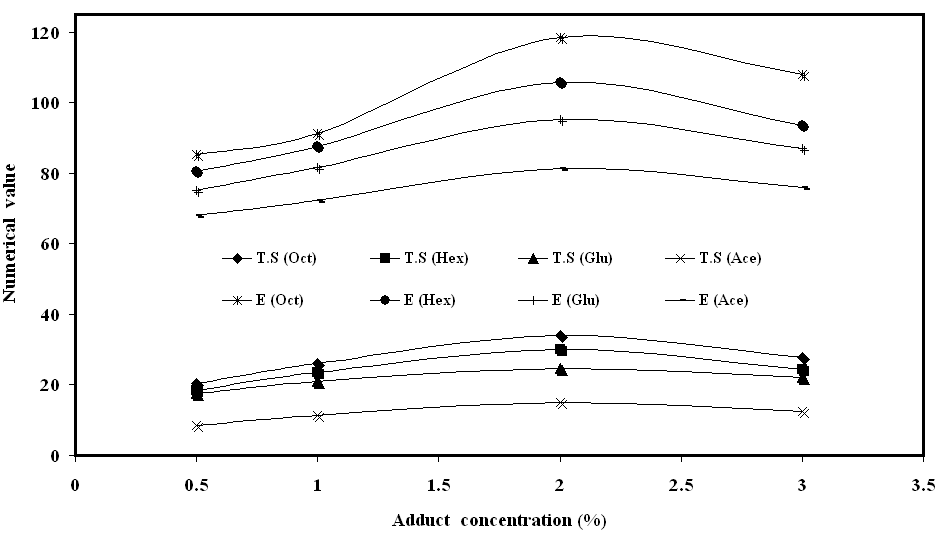 120
100
80
60
40
20
0
Numerical value
T.S (Oct) T.S (Hex) T.S (Glu) T.S (Ace)
E (Oct) E (Hex) E (Glu) E (Ace)
0 0.5 1 1.5 2 2.5 3 3.5
Adduct concentration (%)